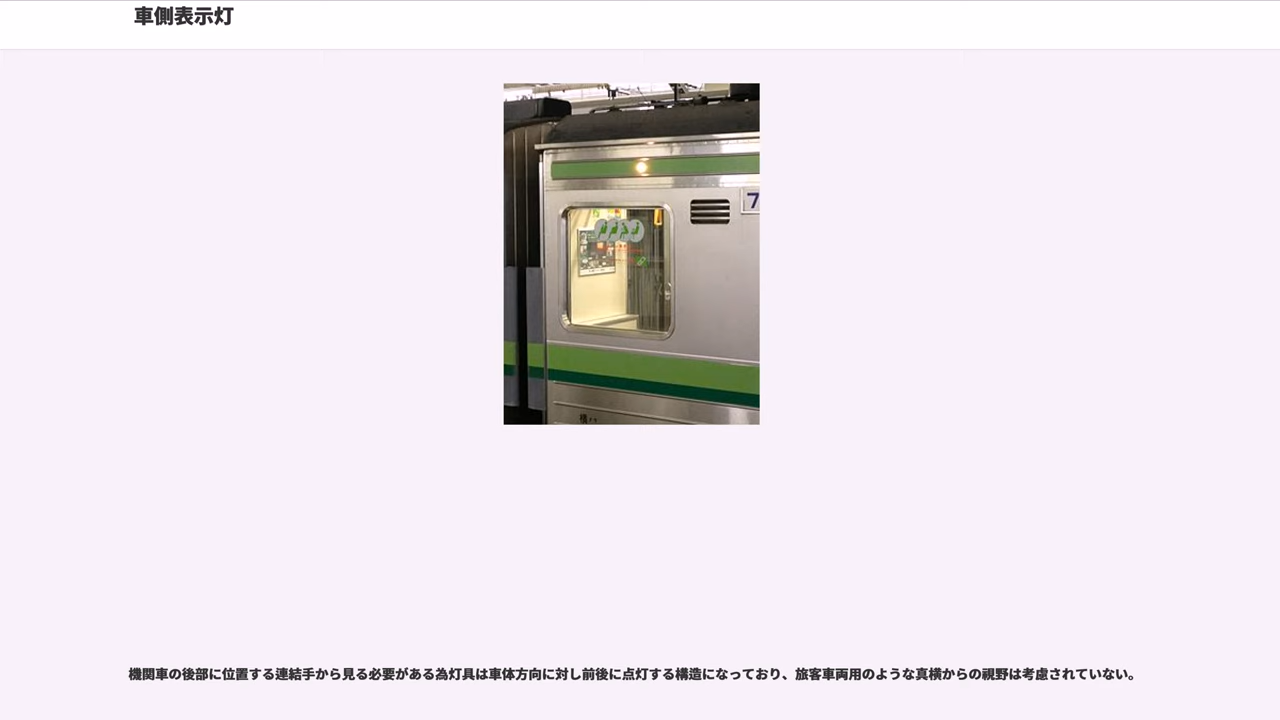 車側表示灯
7
機関車の後部に位置する連結手から見る必要がある為灯具は車体方向に対し前後に点灯する構造になっており、旅客車両用のような真横からの視野は考慮されていない。